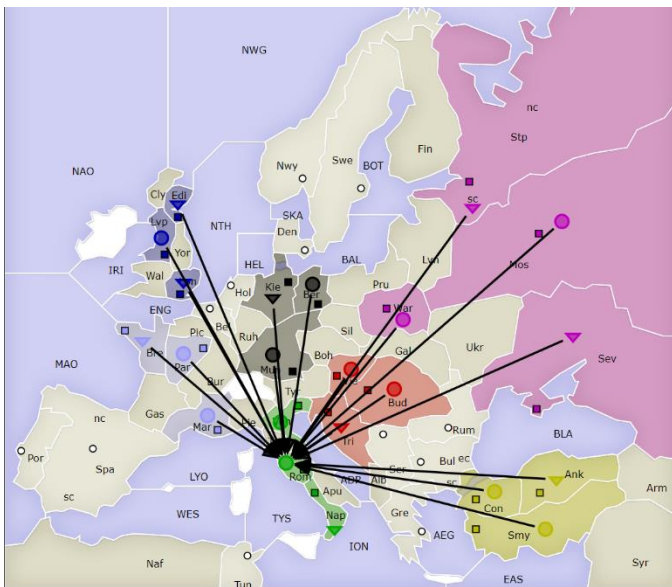 NWG
nc
Stp
Fin
NAO
Nwy
Swe
BOT
sc
Cly
Edi
SKA
NTH
Lvp
Den
Lvn
Mos
Yor
IRI
HEL
BAL
Wal
Kie
Ber
Pru
Hol
War
ENG
Bel
Ruh
Sil
Pic
Ukr
Bre
Gal
Sev
MAO
Par
Mun
Boh
Bur
Tyr
Bud
nc
Gas
Mar
Pie
Tri
Rum
BLA
Por
Spa
LYO
Rom
ADR
Ser
Bul
ec
Ank
sc
Alb
sc
Arm
WES
Apu
Con
TYS
Nap
Gre
Smy
Naf
ION
AEG
Tun
EAS
Syr